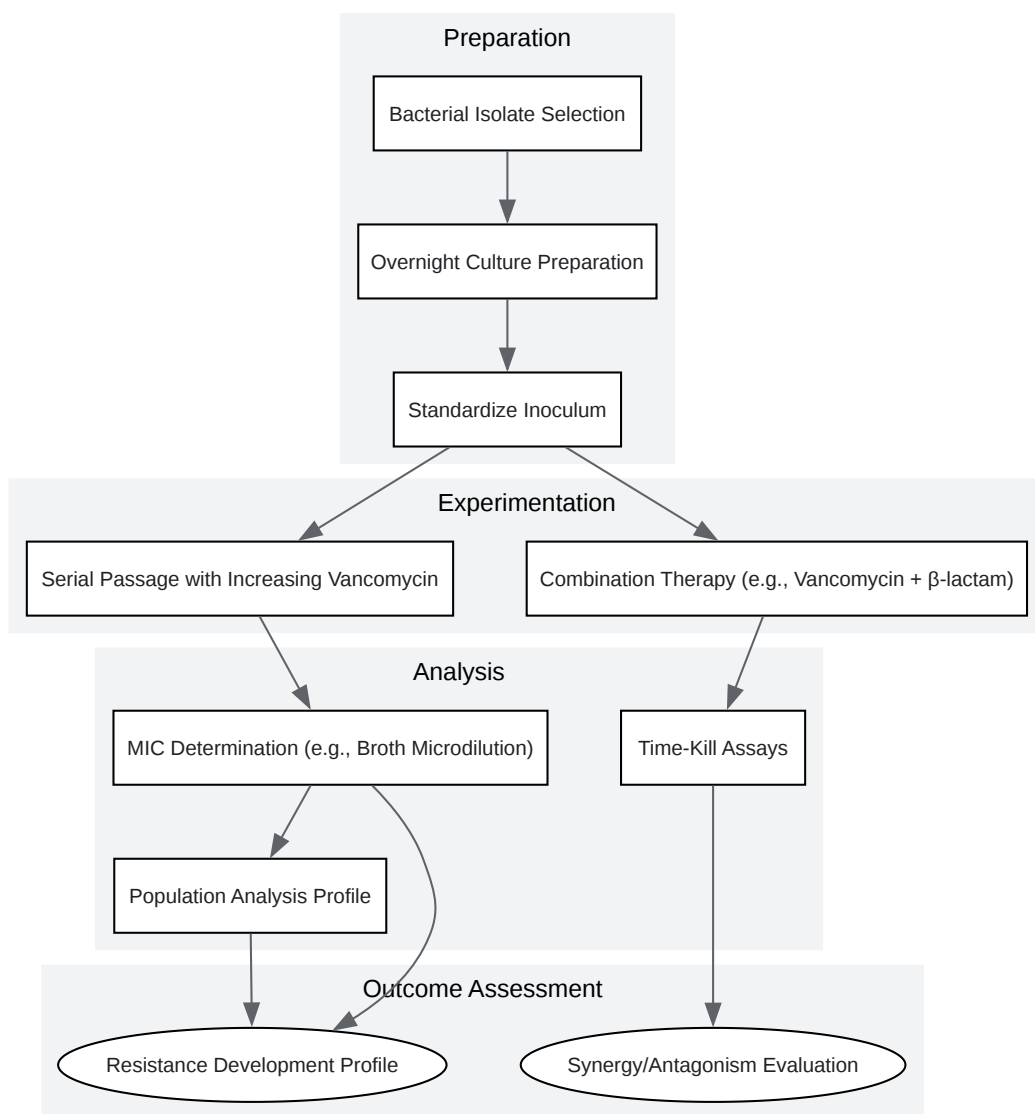 Preparation
Bacterial Isolate Selection
Overnight Culture Preparation
Standardize Inoculum
Experimentation
Serial Passage with Increasing Vancomycin
Combination Therapy (e.g., Vancomycin + β-lactam)
Analysis
MIC Determination (e.g., Broth Microdilution)
Time-Kill Assays
Population Analysis Profile
Outcome Assessment
Resistance Development Profile
Synergy/Antagonism Evaluation